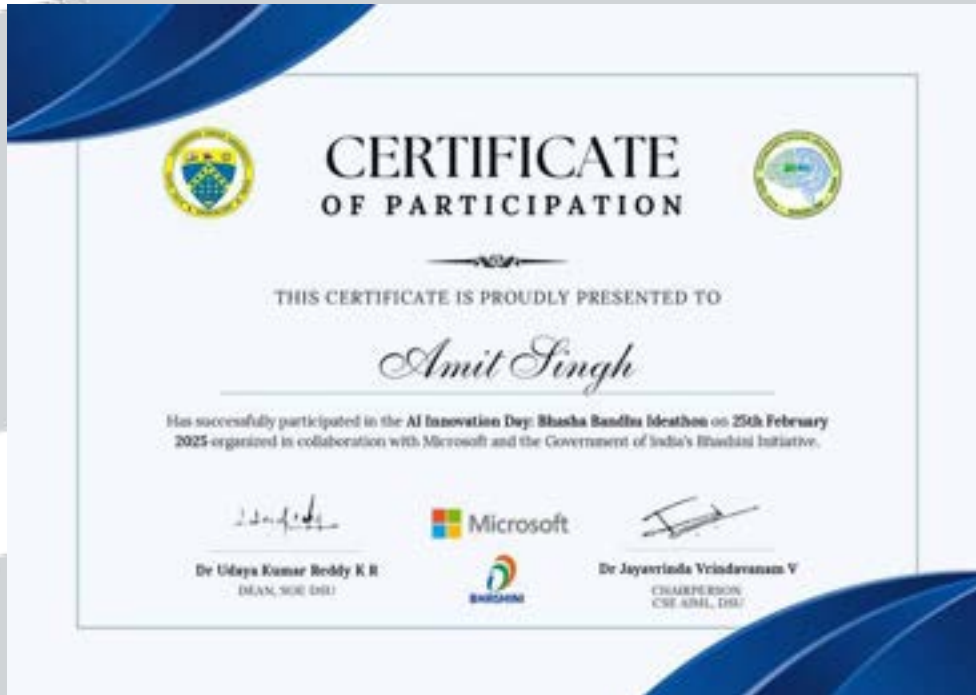 CERTIFICATE
OF PARTICIPATION
THIS CERTIFICATE IS PROUDLY PRESENTED TO
Amit Singh
Has successfully participated in the AI Innovation Day: Bhasha Bandhu Ideathon on 25th February
2025 organized in collaboration with Microsoft and the Government of India's Bhashini Initiative.
Microsoft
Dr Udaya Kumar Reddy K R
DEAN, SOE DSU
BHASHINI
Dr Jayavrinda Vrindavanam V
CHAIRPERSON
CSE AIML, DSU